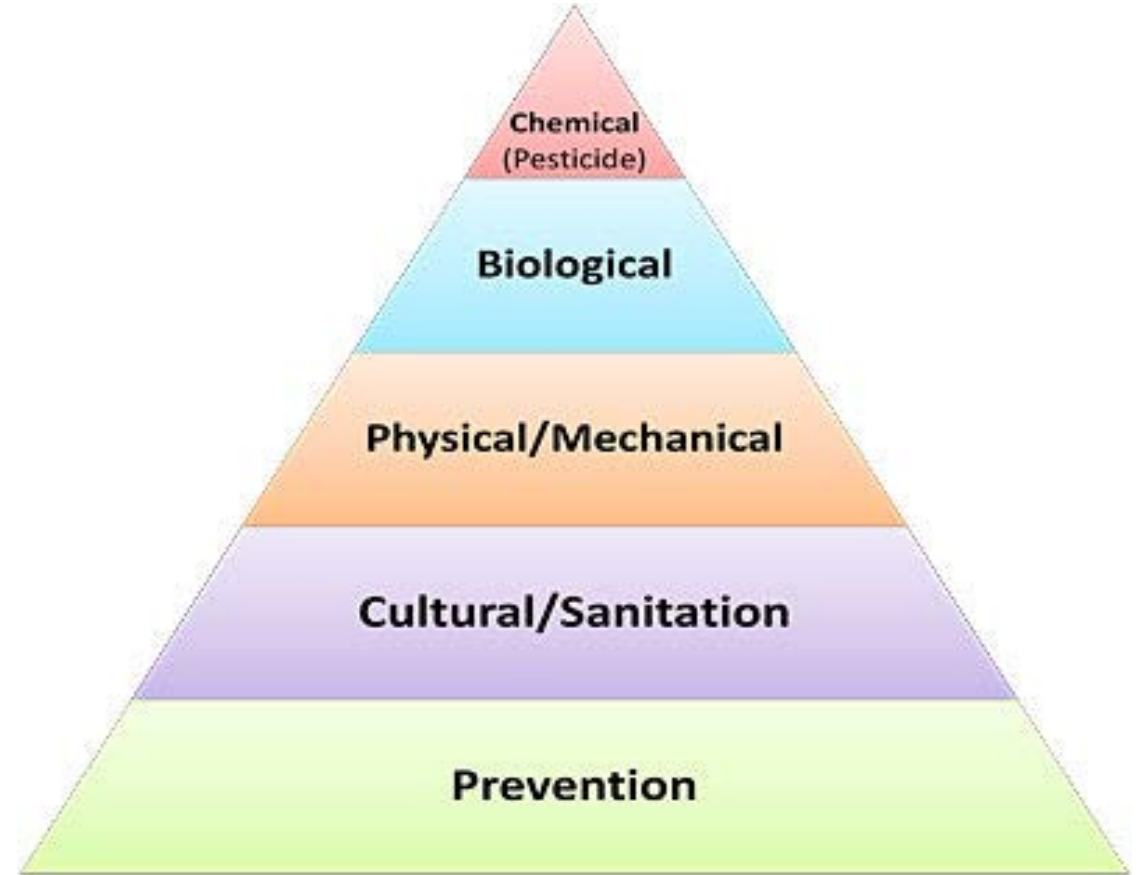 Chemical
(Pesticide)
Biological
Physical/Mechanical
Cultural/Sanitation
Prevention